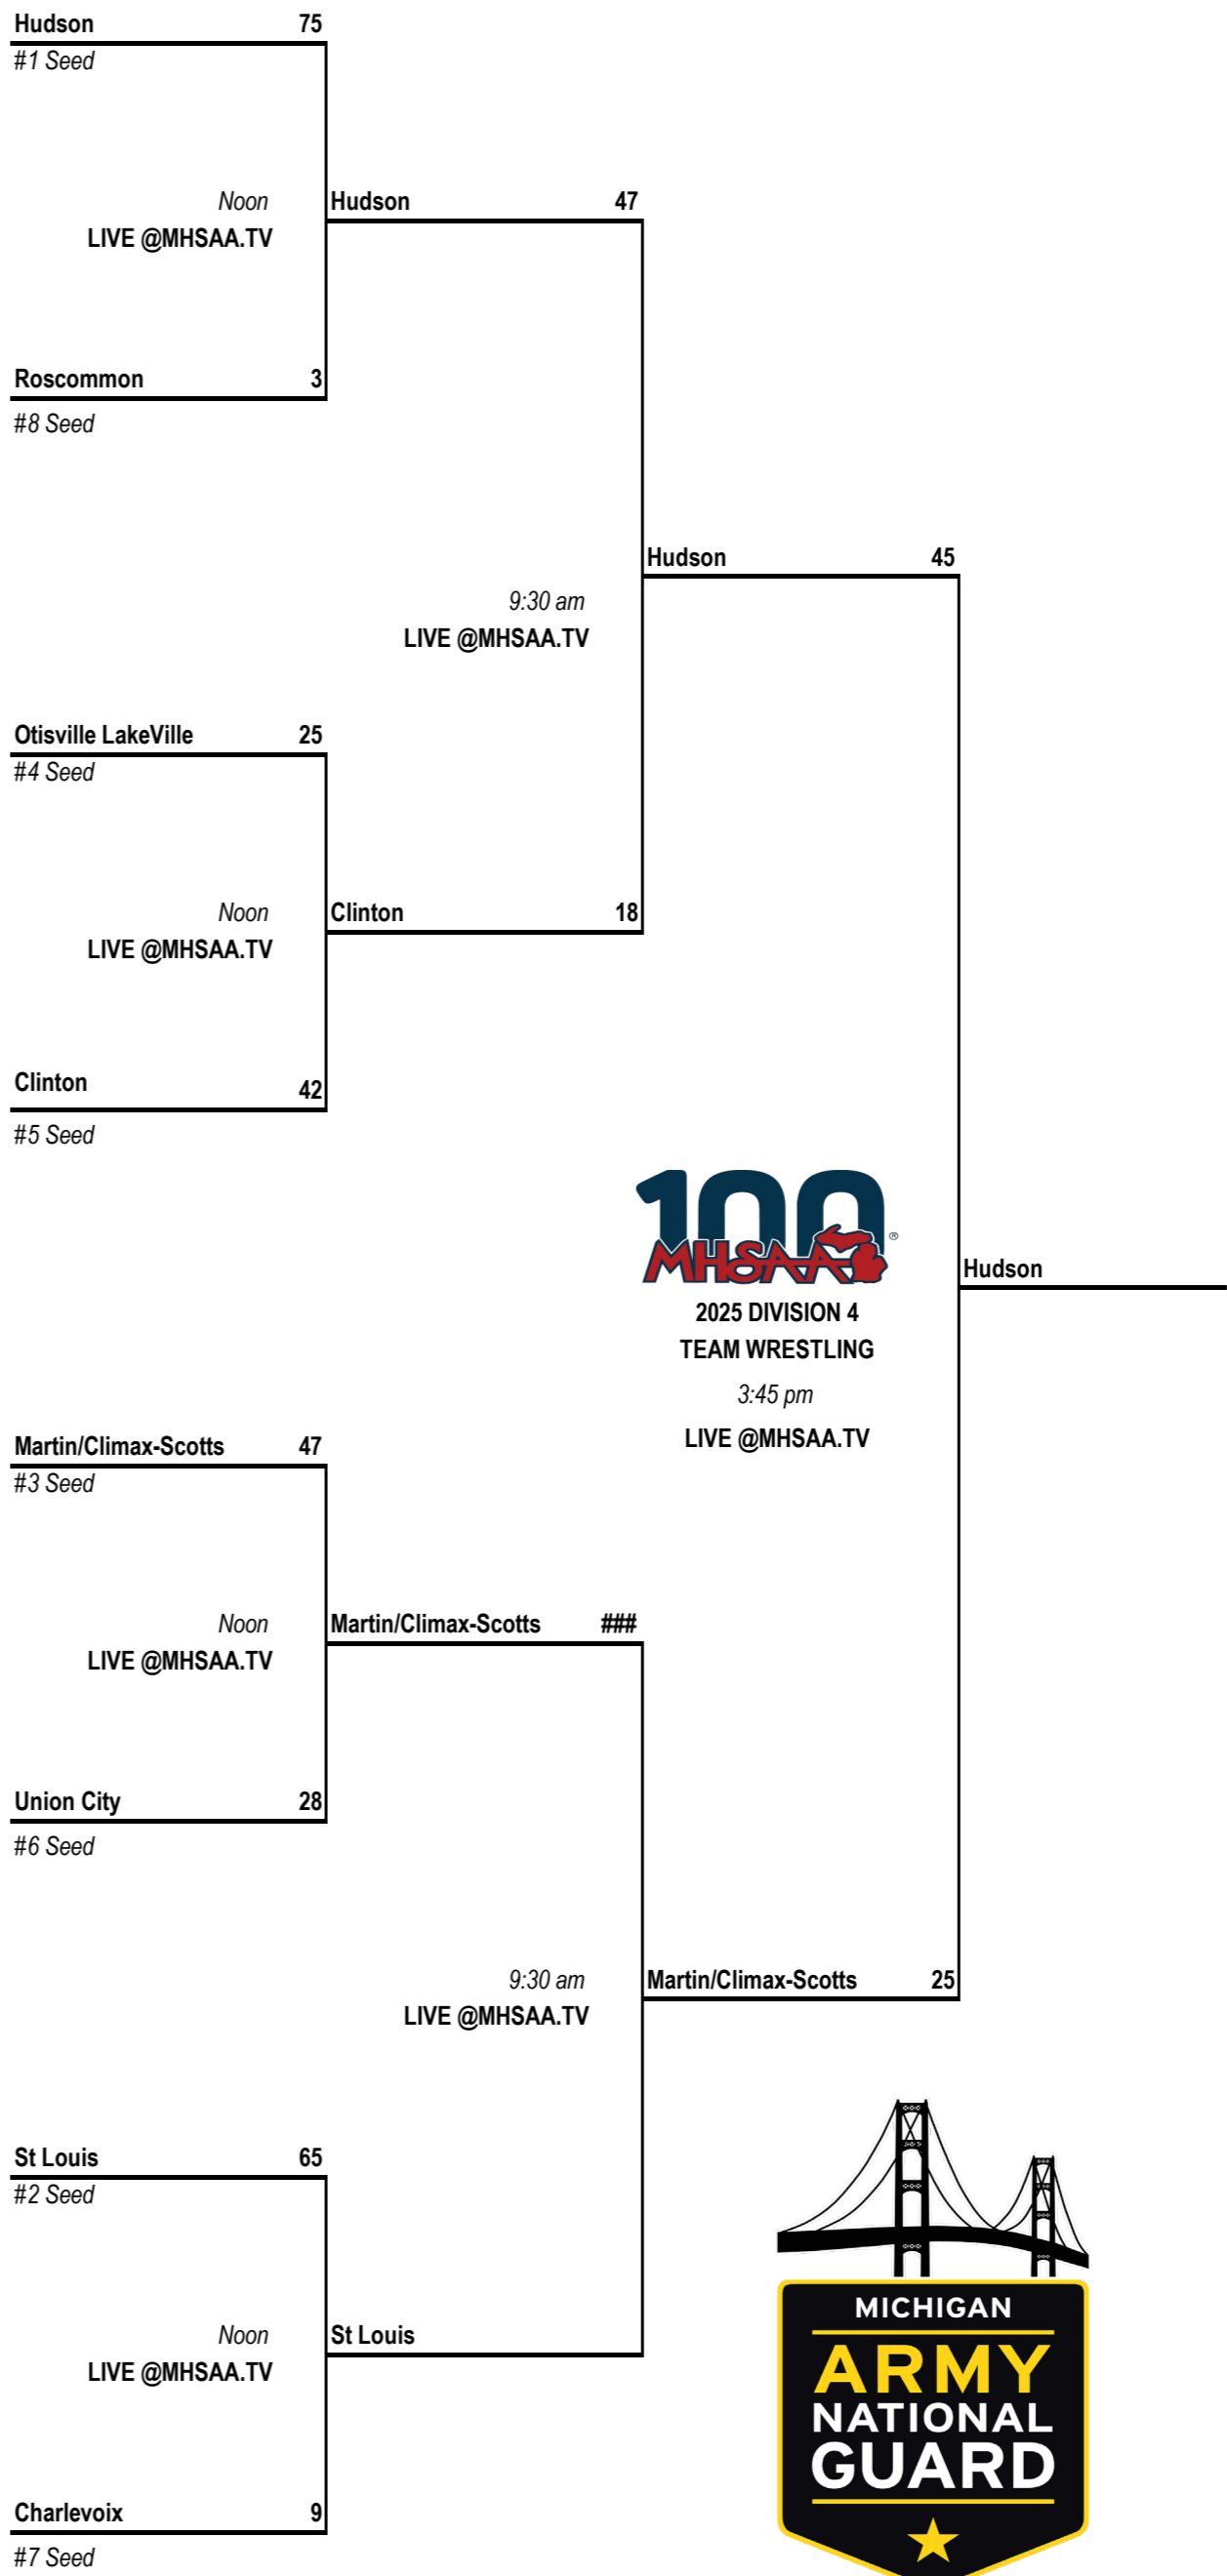 Hudson 75
#1 Seed
Noon
LIVE @MHSAA.TV
Hudson 47
Roscommon 3
#8 Seed
Hudson 45
9:30 am
LIVE @MHSAA.TV
Otisville LakeVille 25
#4 Seed
Noon
LIVE @MHSAA.TV
Clinton 18
Clinton 42
#5 Seed
100
MHSAA®
2025 DIVISION 4
TEAM WRESTLING
3:45 pm
LIVE @MHSAA.TV
Hudson
Martin/Climax-Scotts 47
#3 Seed
Noon
LIVE @MHSAA.TV
Martin/Climax-Scotts ###
Union City 28
#6 Seed
9:30 am
LIVE @MHSAA.TV
Martin/Climax-Scotts 25
St Louis 65
#2 Seed
Noon
LIVE @MHSAA.TV
St Louis
Charlevoix 9
#7 Seed
MICHIGAN
ARMY
NATIONAL
GUARD